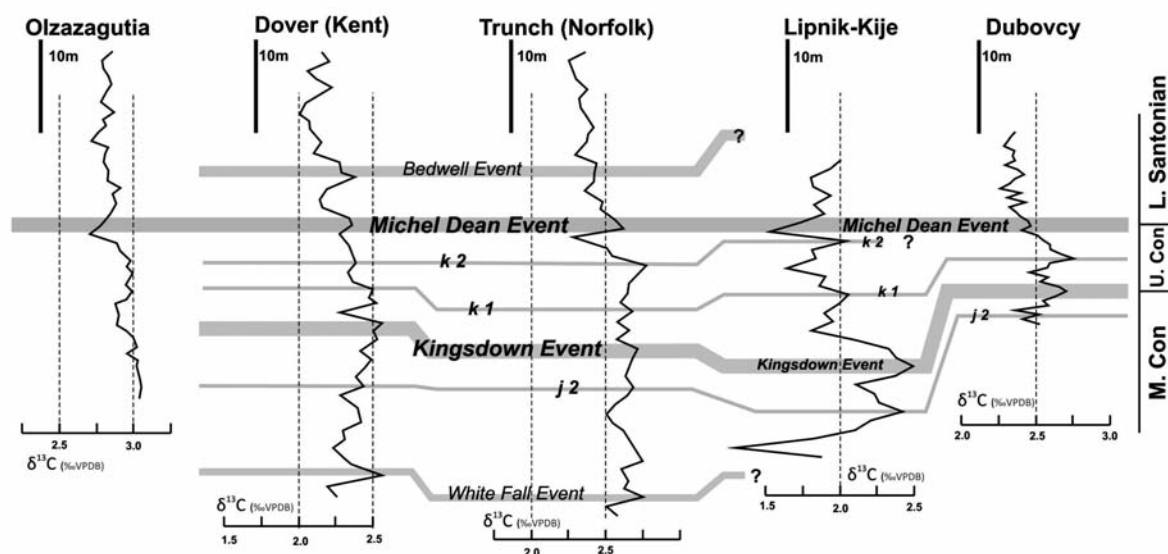 Olzazagutia
Dover (Kent)
Trunch (Norfolk)
Lipnik-Kije
Dubovcy
10m
10m
10m
10m
10m
Bedwell Event
?
Michel Dean Event
Michel Dean Event
k 2
k 2 ?
k 1
k 1
Kingsdown Event
Kingsdown Event
j 2
j 2
White Fall Event
?
L. Santonian
U. Con
M. Con
2.5 3.0
δ13C (‰VPDB)
δ13C (‰VPDB)
1.5 2.0 2.5
δ13C (‰VPDB)
2.0 2.5
δ13C (‰VPDB)
1.5 2.0 2.5
δ13C (‰VPDB)
2.0 2.5 3.0